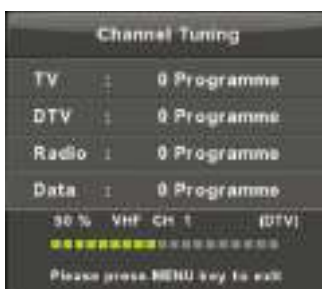 Channel Tuning
TV : 0 Programme
DTV : 0 Programme
Radio : 0 Programme
Data : 0 Programme
50 % VHF CH 1 (DTV)
Please press MENU key to exit